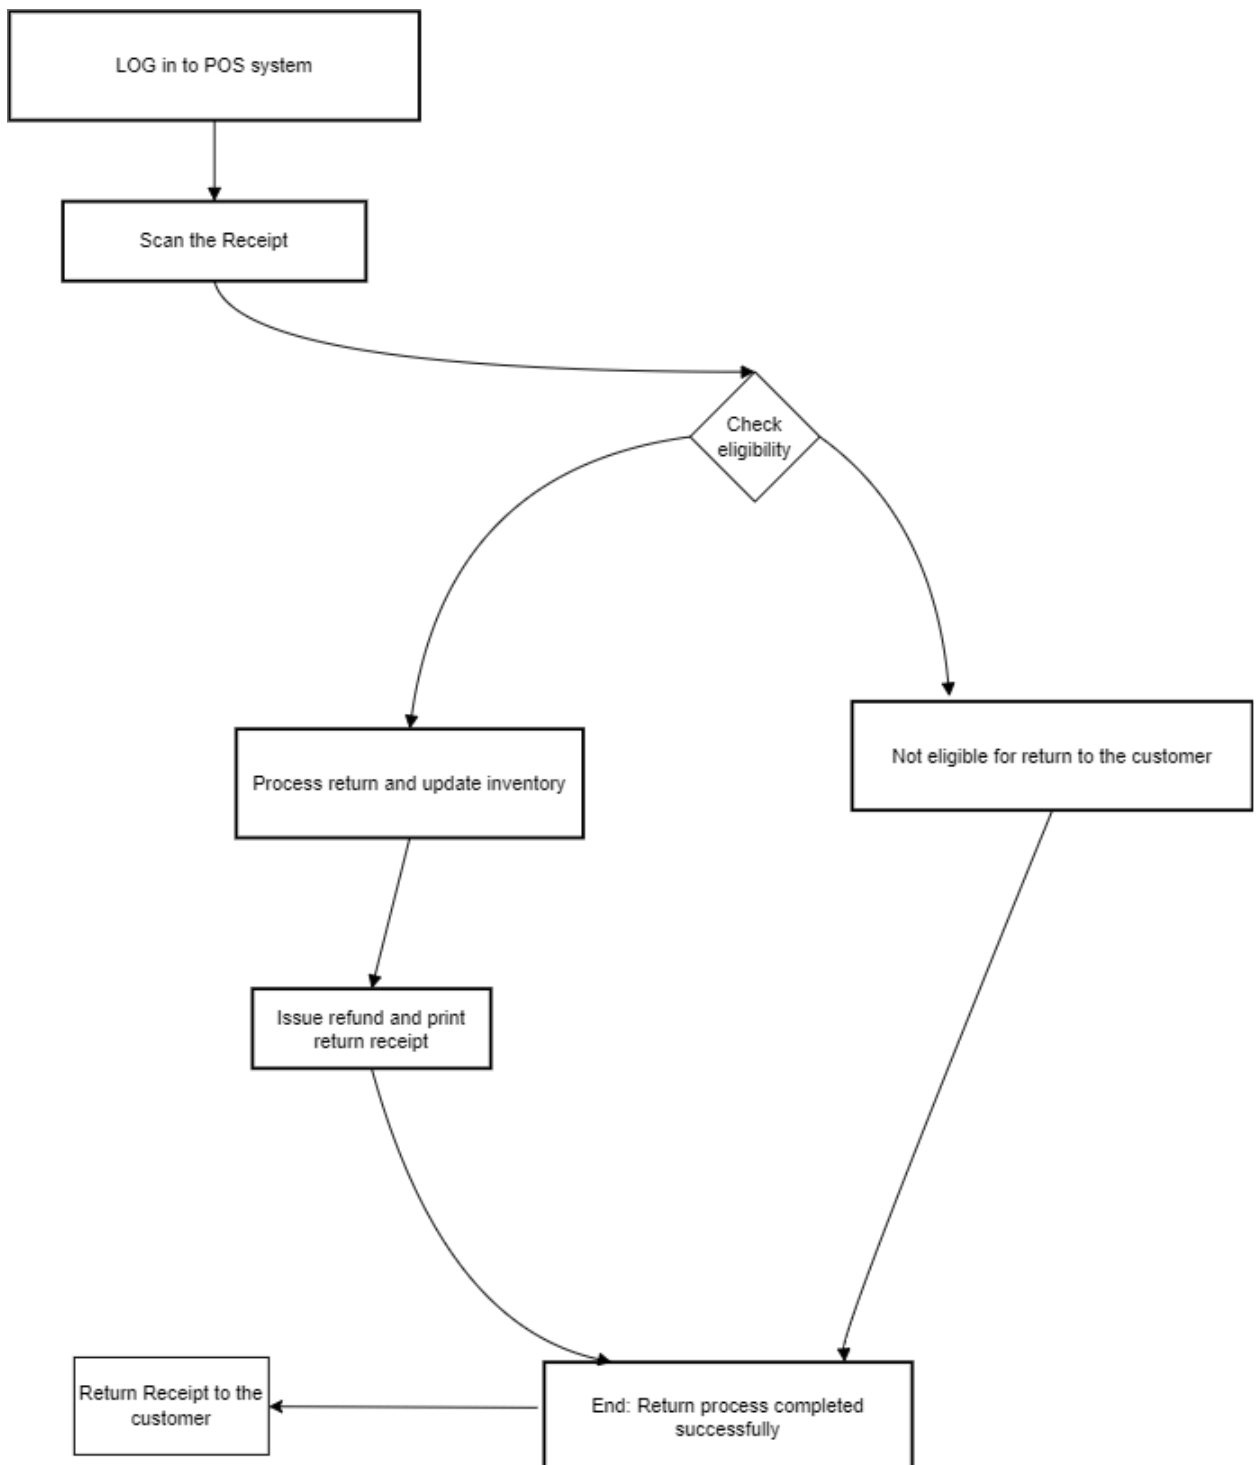 LOG in to POS system
Scan the Receipt
Check
eligibility
Process return and update inventory
Not eligible for return to the customer
Issue refund and print
return receipt
Return Receipt to the
customer
End: Return process completed
successfully